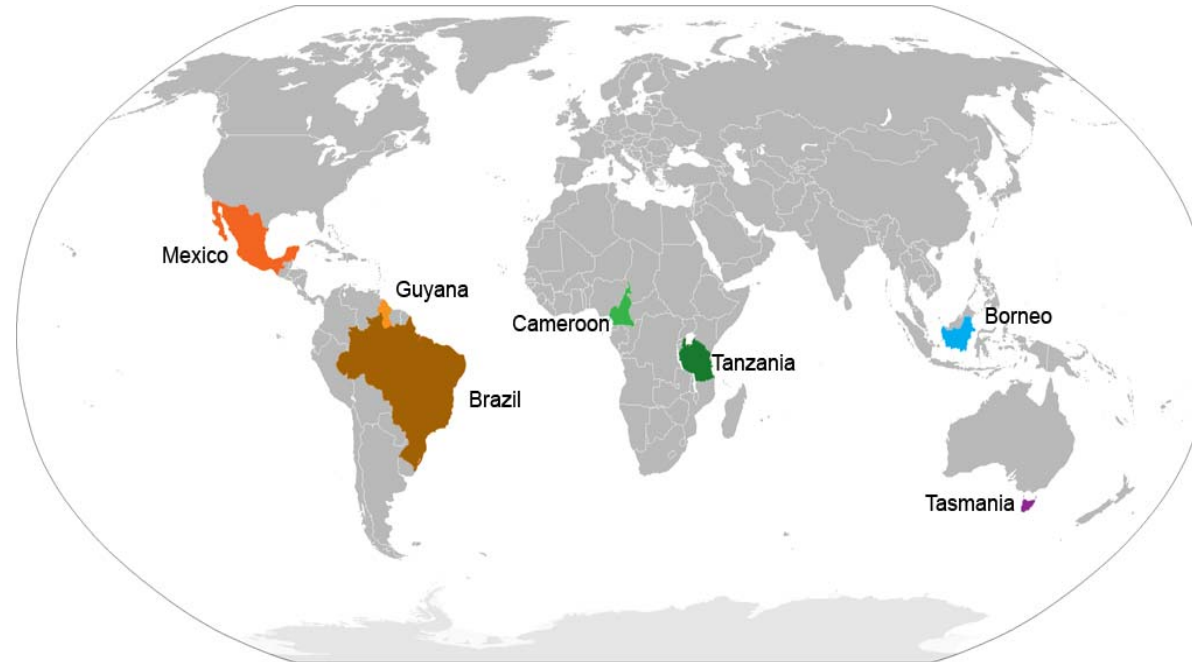 Mexico
Guyana
Cameroon
Borneo
Tanzania
Brazil
Tasmania